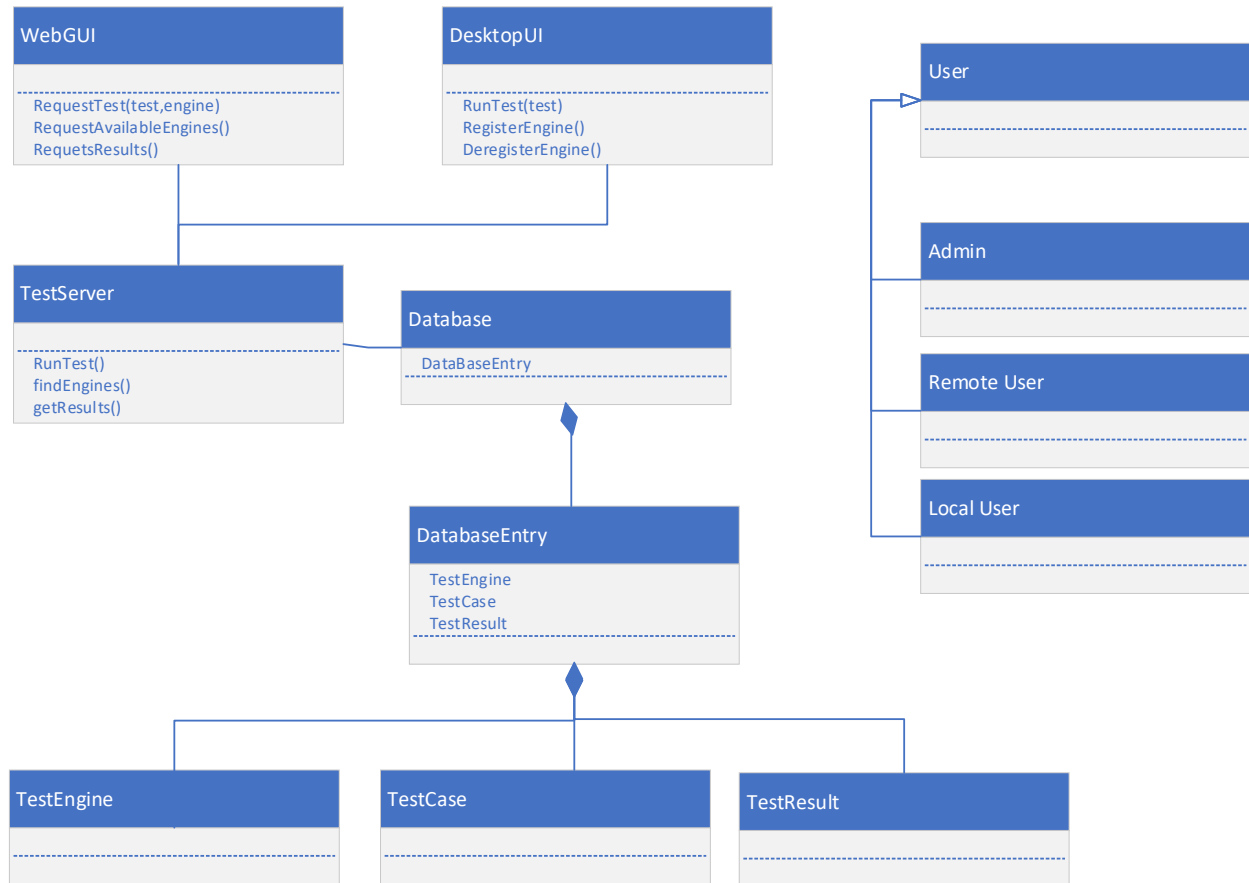 WebGUI
RequestTest(test,engine)
RequestAvailableEngines()
RequetsResults()
DesktopUI
RunTest(test)
RegisterEngine()
DeregisterEngine()
User
Admin
Remote User
Local User
TestServer
RunTest()
findEngines()
getResults()
Database
DataBaseEntry
DatabaseEntry
TestEngine
TestCase
TestResult
TestEngine
TestCase
TestResult